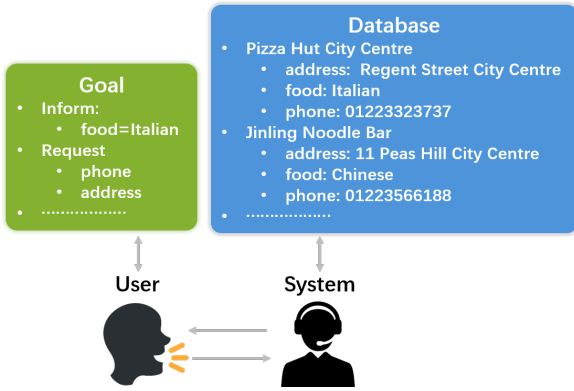 Goal
• Inform:
• food=Italian
• Request
• phone
• address
• ..................
Database
• Pizza Hut City Centre
• address: Regent Street City Centre
• food: Italian
• phone: 01223323737
• Jinling Noodle Bar
• address: 11 Peas Hill City Centre
• food: Chinese
• phone: 01223566188
• ..................
User
System